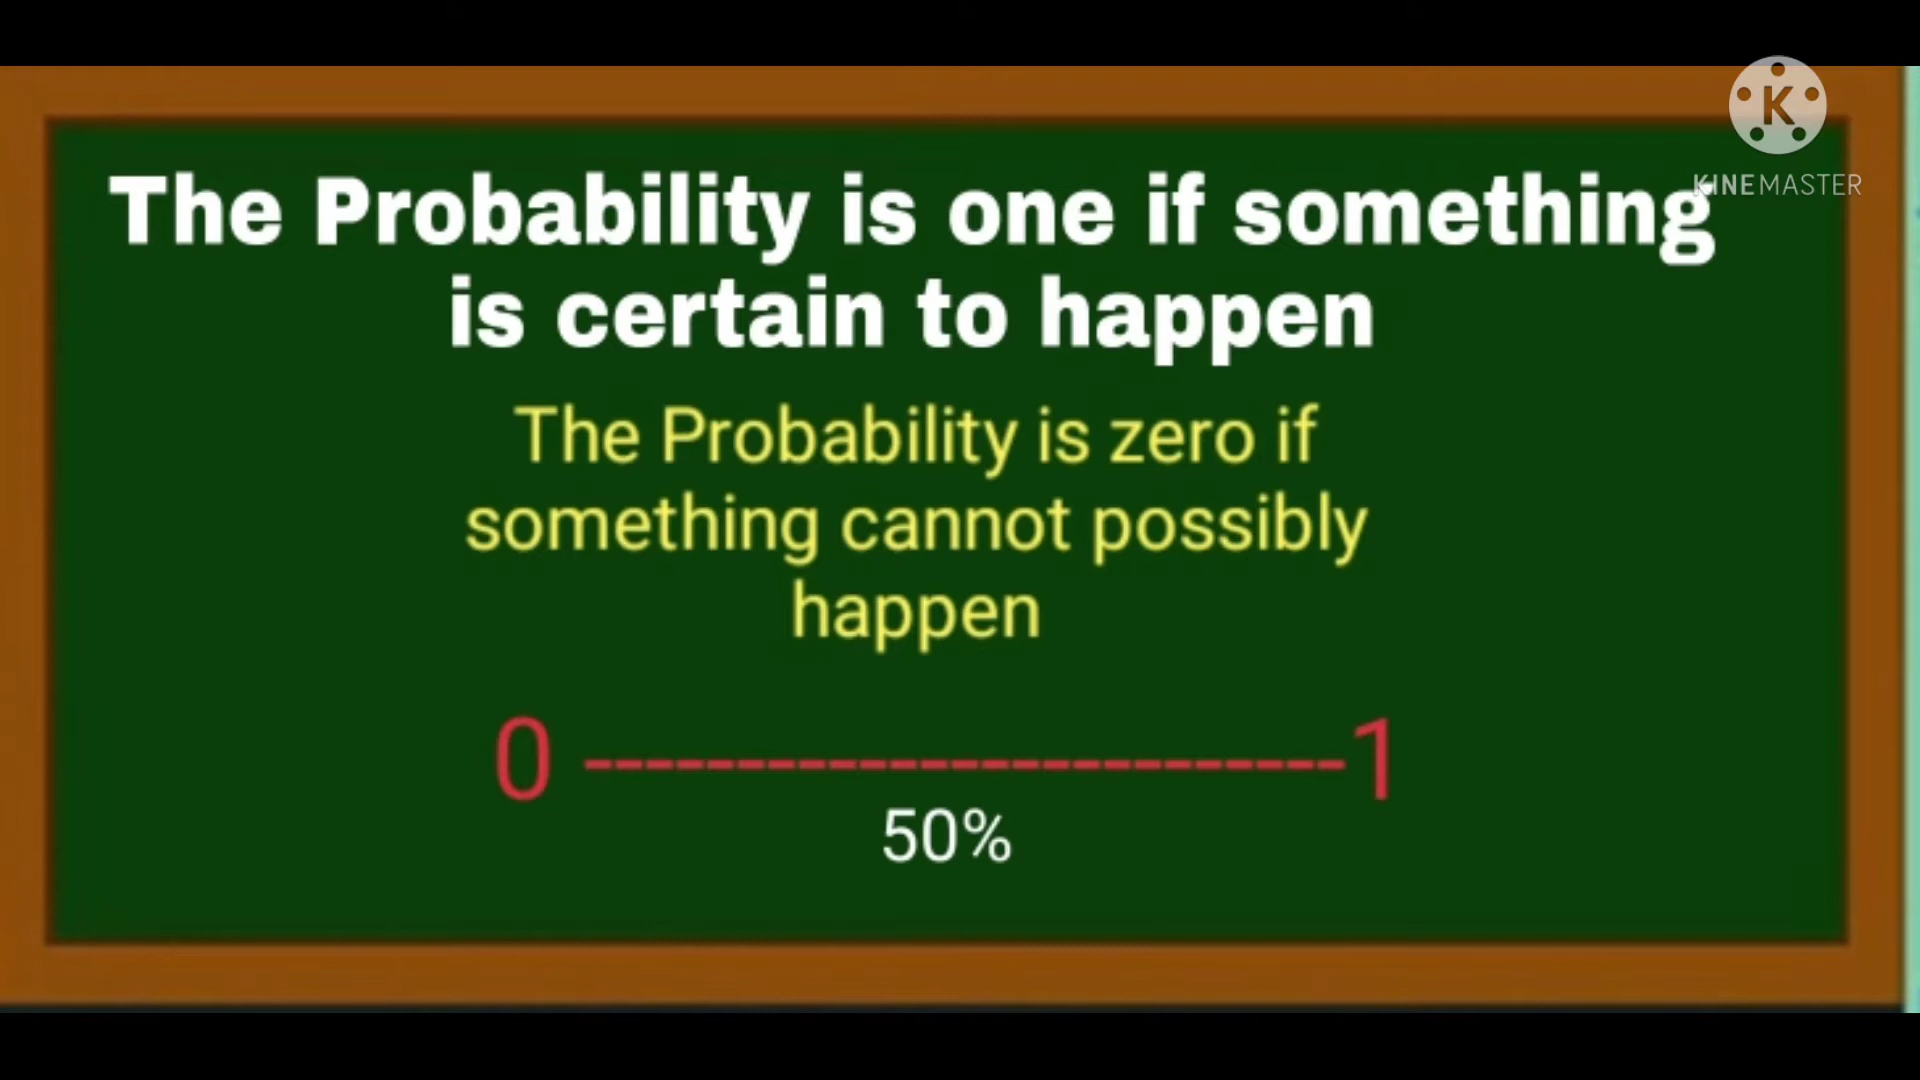 K
KINEMASTER
The Probability is one if something
is certain to happen
The Probability is zero if
something cannot possibly
happen
0 -------------------------1
50%